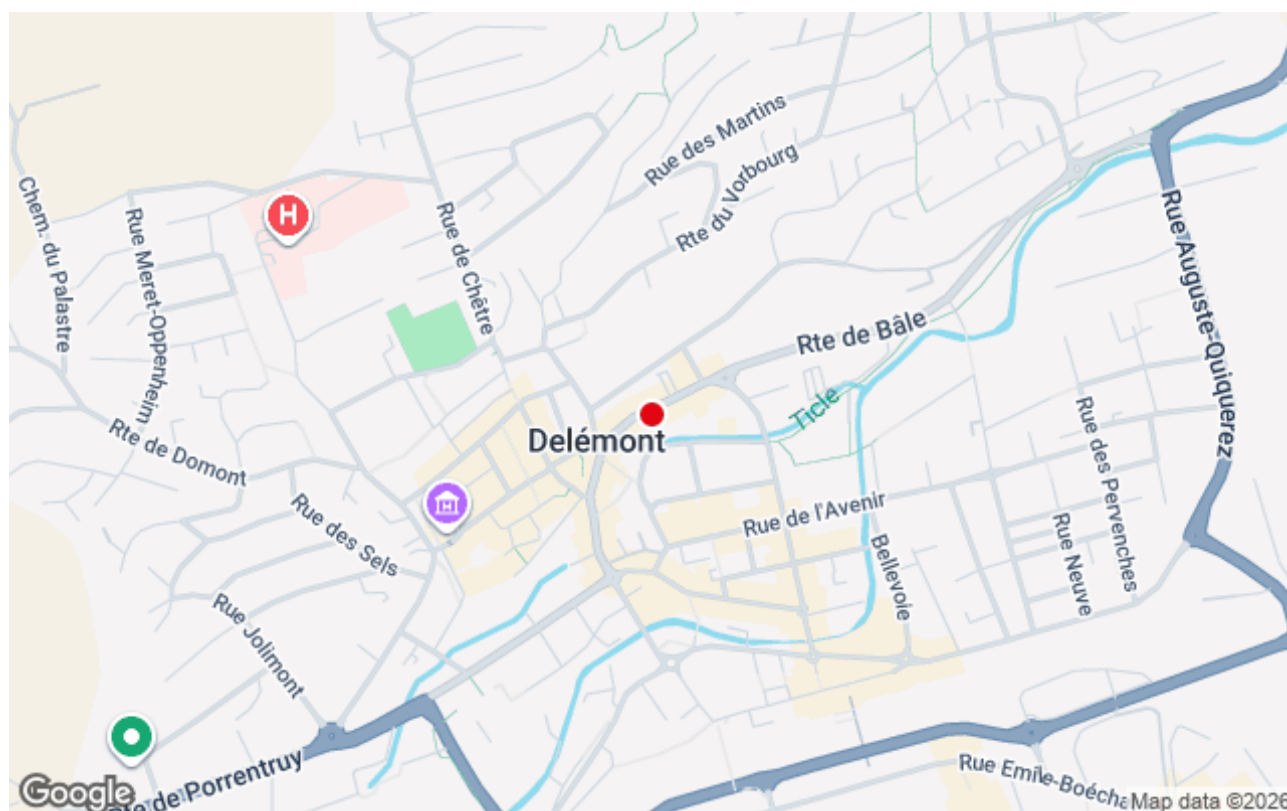 Rue des Martins
Rte du Vorbourg
Chem. du Palastre
Rue Meret-Oppenheim
H
Rue de Chêtre
Rue Auguste-Quiquerez
Rte de Bâle
Ticle
Delémont
Rte de Domont
Rue des Sels
Rue de l'Avenir
Bellevoie
Rue des Pervenches
Rue Neuve
Rue Jolimont
de Porrentruy
Rue Emile-Boécha
Google
Map data ©202